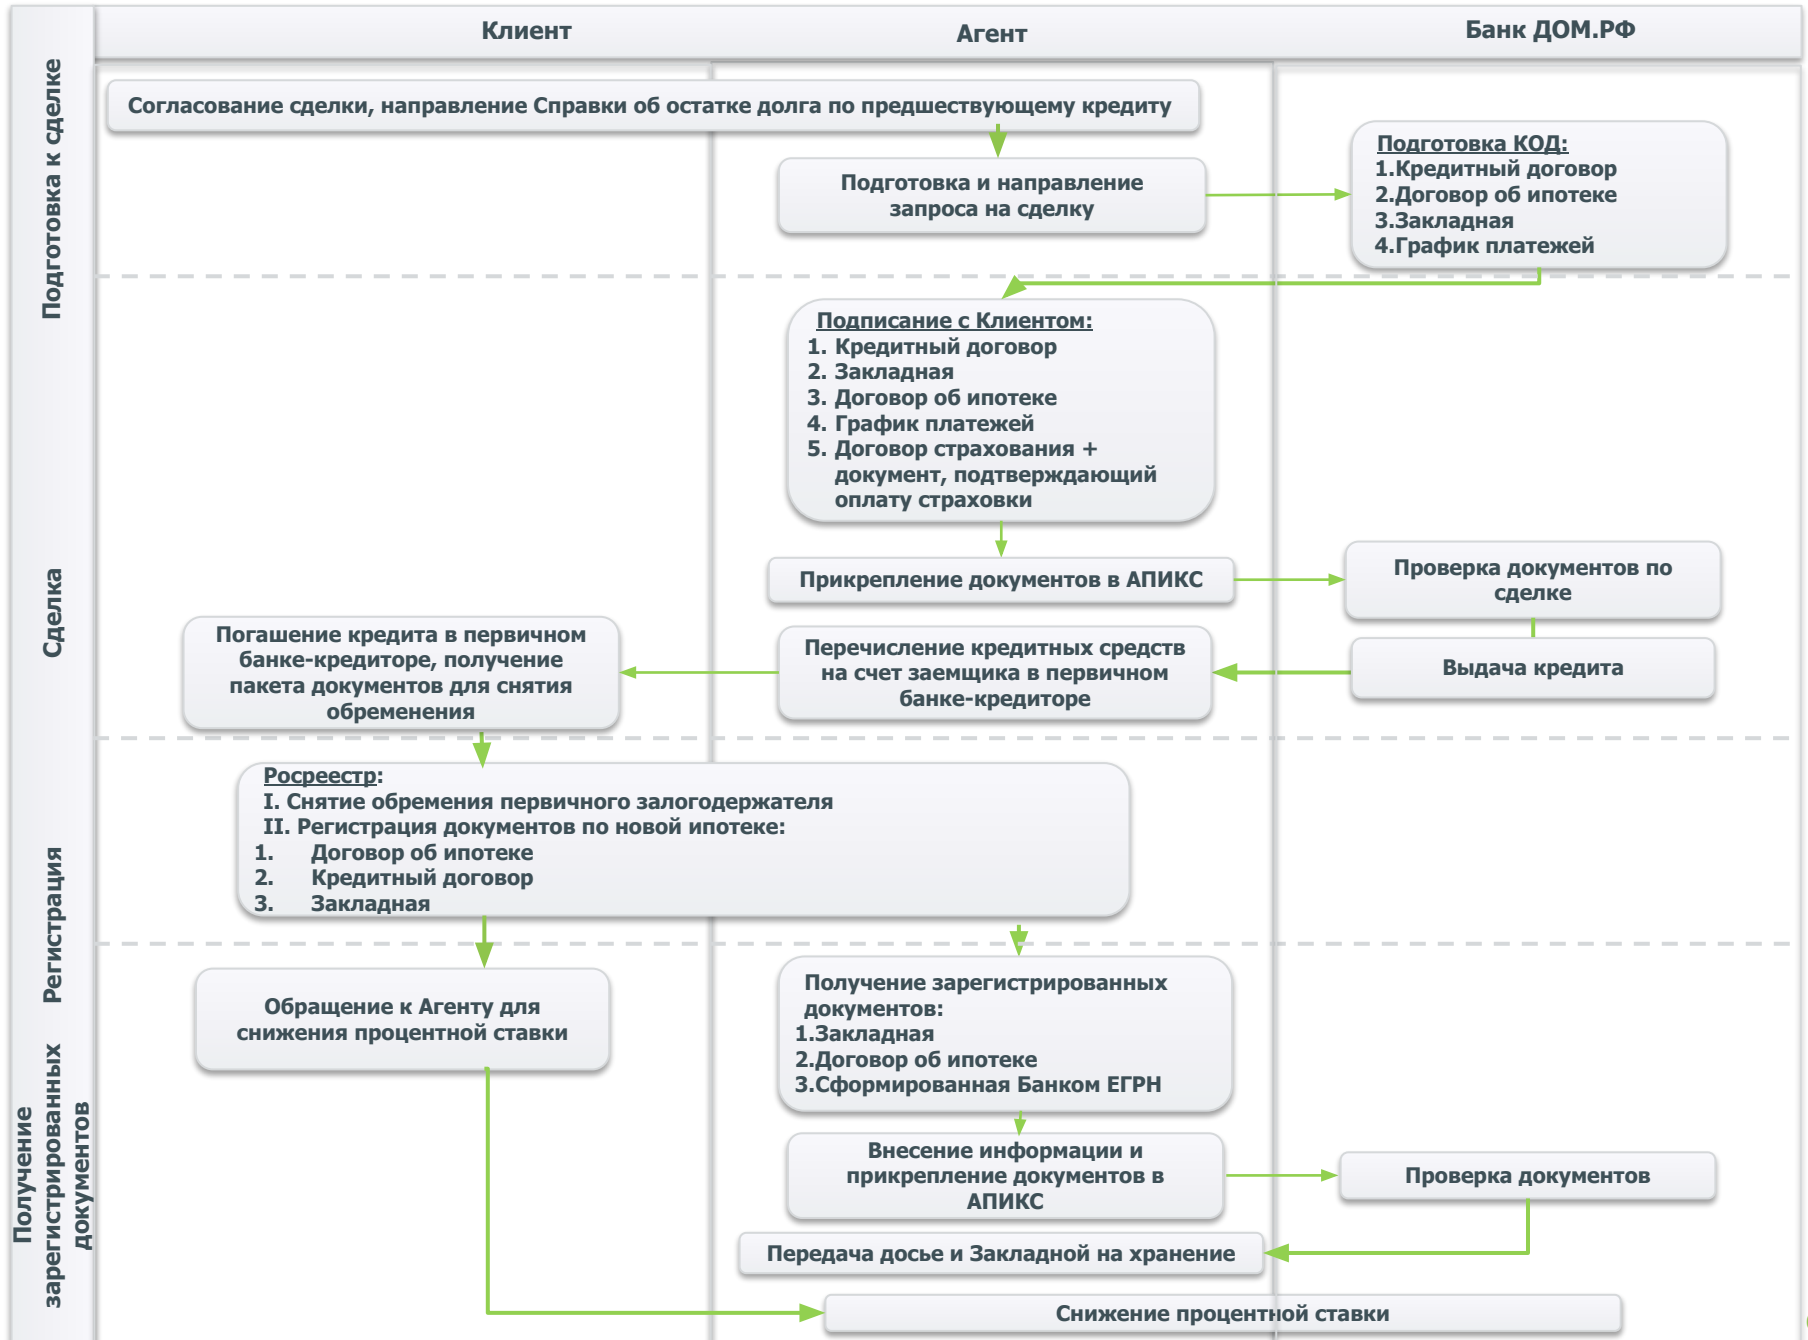 Клиент
Агент
Банк ДОМ.РФ
Подготовка к сделке
Согласование сделки, направление Справки об остатке долга по предшествующему кредиту
Подготовка и направление
запроса на сделку
Подготовка КОД:
1.Кредитный договор
2.Договор об ипотеке
3.Закладная
4.График платежей
Сделка
Подписание с Клиентом:
1. Кредитный договор
2. Закладная
3. Договор об ипотеке
4. График платежей
5. Договор страхования +
документ, подтверждающий
оплату страховки
Прикрепление документов в АПИКС
Проверка документов по
сделке
Выдача кредита
Перечисление кредитных средств
на счет заемщика в первичном
банке-кредиторе
Погашение кредита в первичном
банке-кредиторе, получение
пакета документов для снятия
обременения
Регистрация
Росреестр:
I. Снятие обремения первичного залогодержателя
II. Регистрация документов по новой ипотеке:
1. Договор об ипотеке
2. Кредитный договор
3. Закладная
Получение
зарегистрированных
документов
Обращение к Агенту для
снижения процентной ставки
Получение зарегистрированных
документов:
1.Закладная
2.Договор об ипотеке
3.Сформированная Банком ЕГРН
Внесение информации и
прикрепление документов в
АПИКС
Проверка документов
Передача досье и Закладной на хранение
Снижение процентной ставки